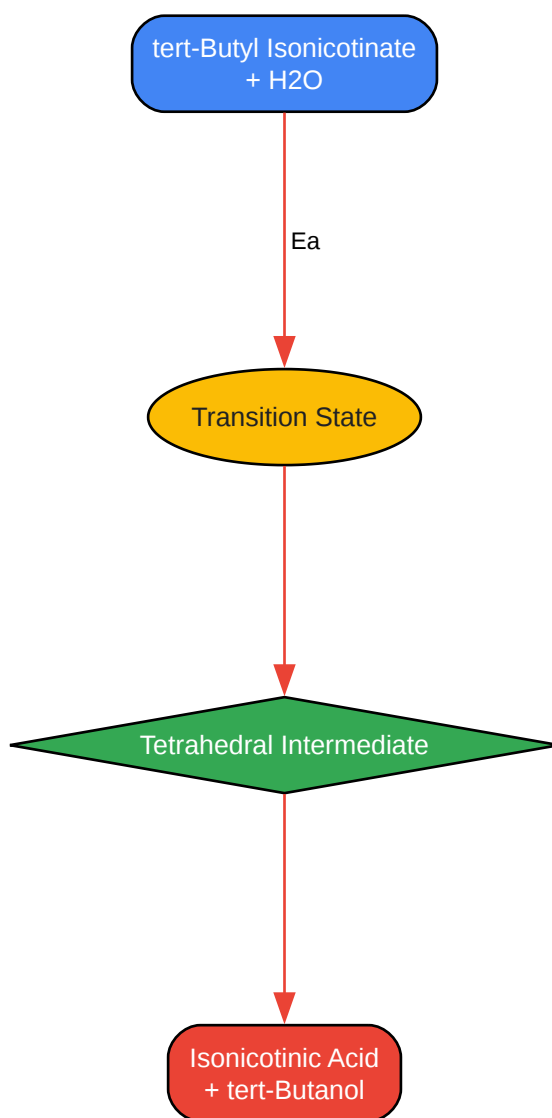 tert-Butyl Isonicotinate
+ H2O
Ea
Transition State
Tetrahedral Intermediate
Isonicotinic Acid
+ tert-Butanol